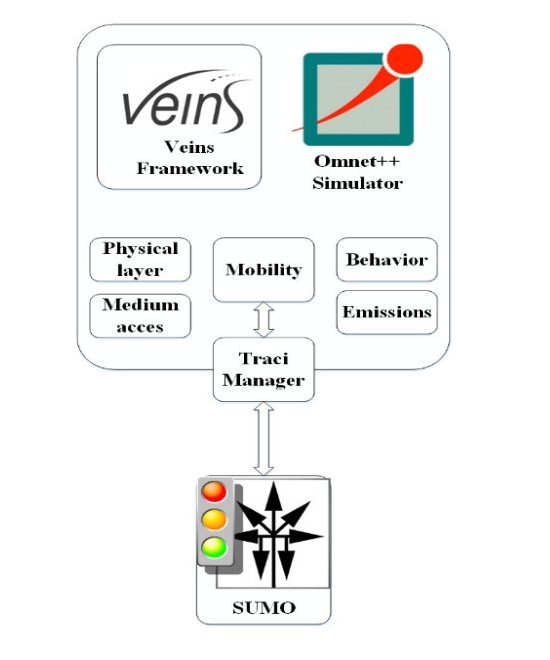 veins
Veins
Framework
Omnet++
Simulator
Physical
layer
Mobility
Behavior
Medium
acces
Emissions
Traci
Manager
SUMO